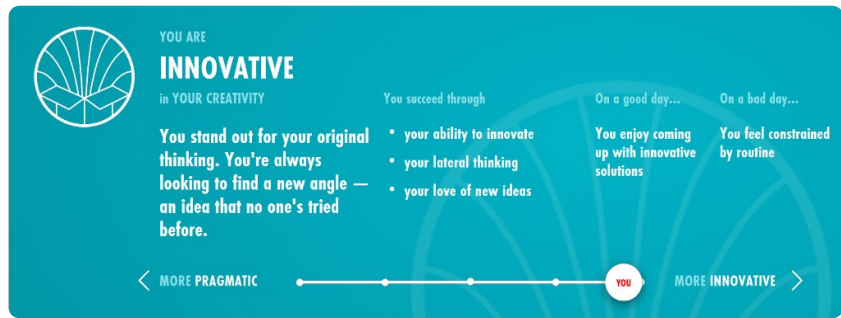 YOU ARE
INNOVATIVE
in YOUR CREATIVITY
You stand out for your original
thinking. You're always
looking to find a new angle —
an idea that no one's tried
before.
You succeed through
• your ability to innovate
• your lateral thinking
• your love of new ideas
On a good day...
You enjoy coming
up with innovative
solutions
On a bad day...
You feel constrained
by routine
MORE PRAGMATIC
YOU
MORE INNOVATIVE